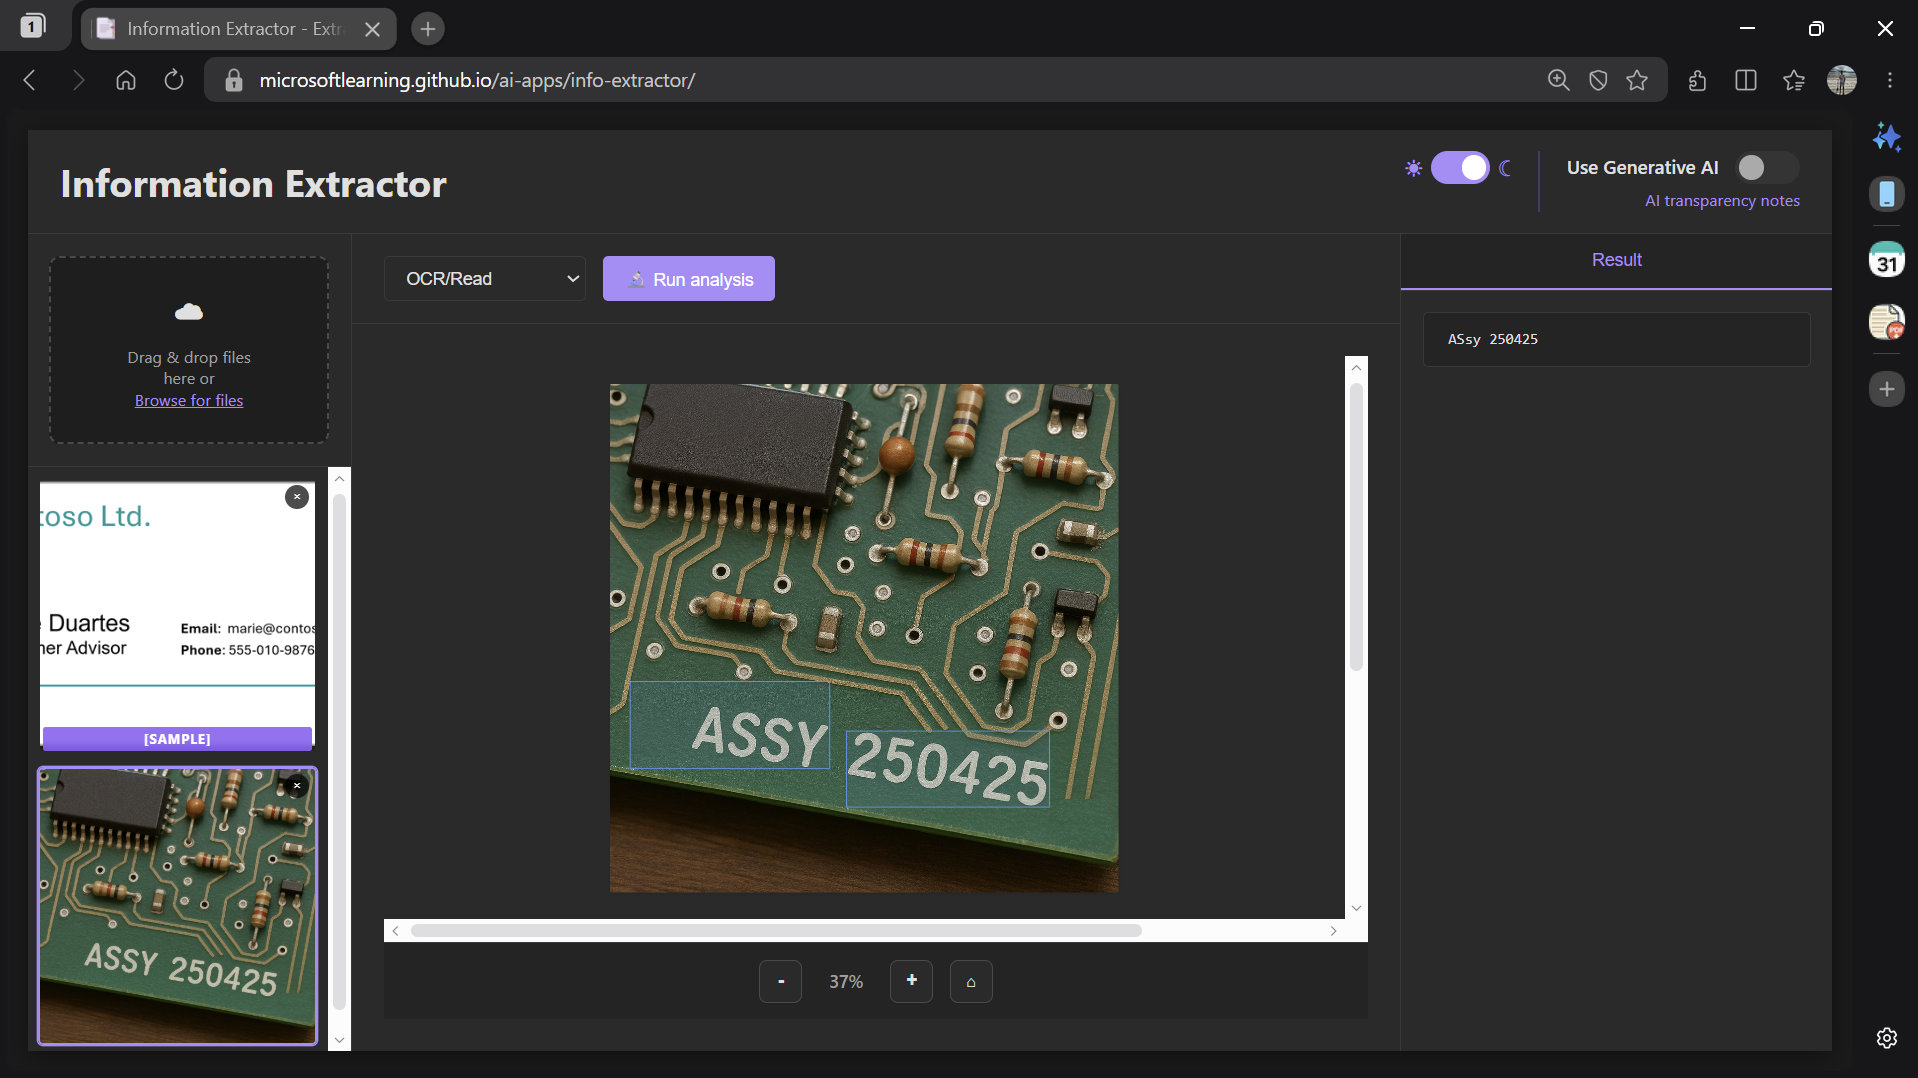 1
Information Extractor - Extr
microsoftlearning.github.io/ai-apps/info-extractor/
Information Extractor
Use Generative AI
AI transparency notes
31
PDF
Drag & drop files
here or
Browse for files
OCR/Read
Run analysis
Result
ASsy 250425
toso Ltd.
Duartes
Email: marie@contos
ner Advisor
Phone: 555-010-9876
[SAMPLE]
ASSY 250425
ASSY 250425
- 37% +